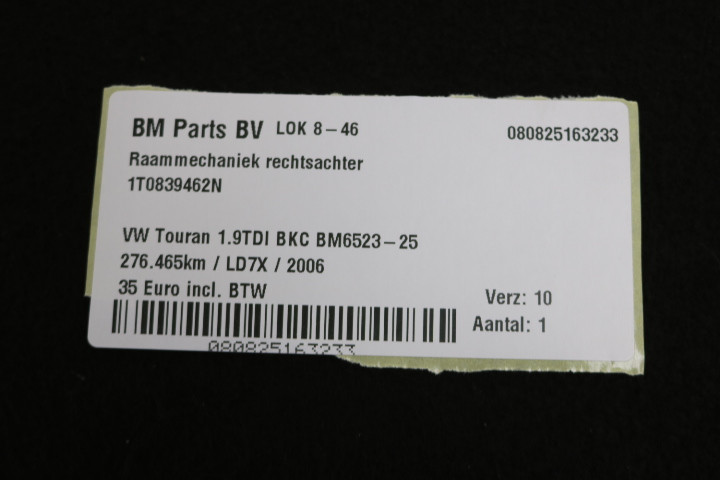 BM Parts BV LOK 8-46 080825163233
Raammechaniek rechtsachter
1T0839462N
VW Touran 1.9TDI BKC BM6523-25
276.465km / LD7X / 2006
35 Euro incl. BTW
Verz: 10
Aantal: 1
080825163233